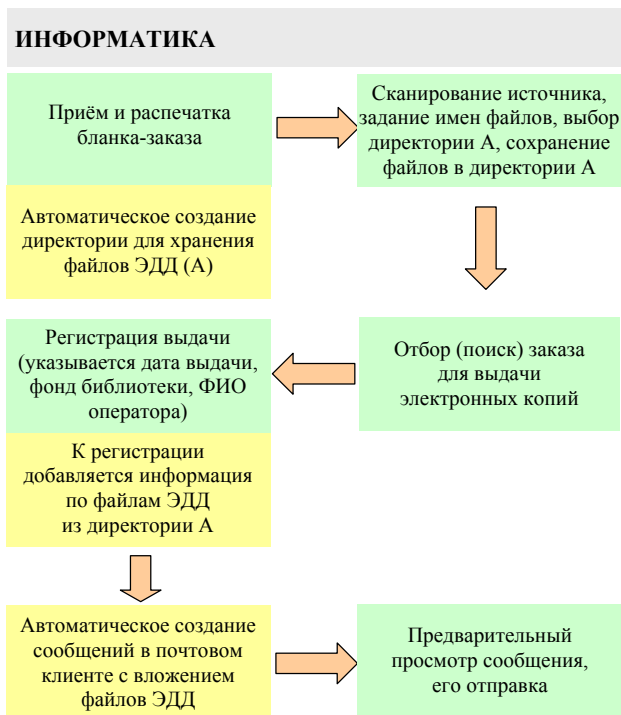 ИНФОРМАТИКА
Приём и распечатка
бланка-заказа
Автоматическое создание
директории для хранения
файлов ЭДД (А)
Сканирование источника,
задание имен файлов, выбор
директории А, сохранение
файлов в директории А
Отбор (поиск) заказа
для выдачи
электронных копий
Регистрация выдачи
(указывается дата выдачи,
фонд библиотеки, ФИО
оператора)
К регистрации
добавляется информация
по файлам ЭДД
из директории А
Автоматическое создание
сообщений в почтовом
клиенте с вложением
файлов ЭДД
Предварительный
просмотр сообщения,
его отправка